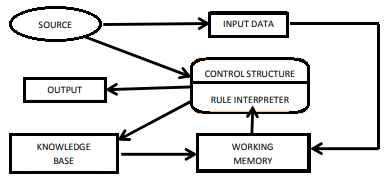 SOURCE
INPUT DATA
CONTROL STRUCTURE
OUTPUT
RULE INTERPRETER
KNOWLEDGE
BASE
WORKING
MEMORY